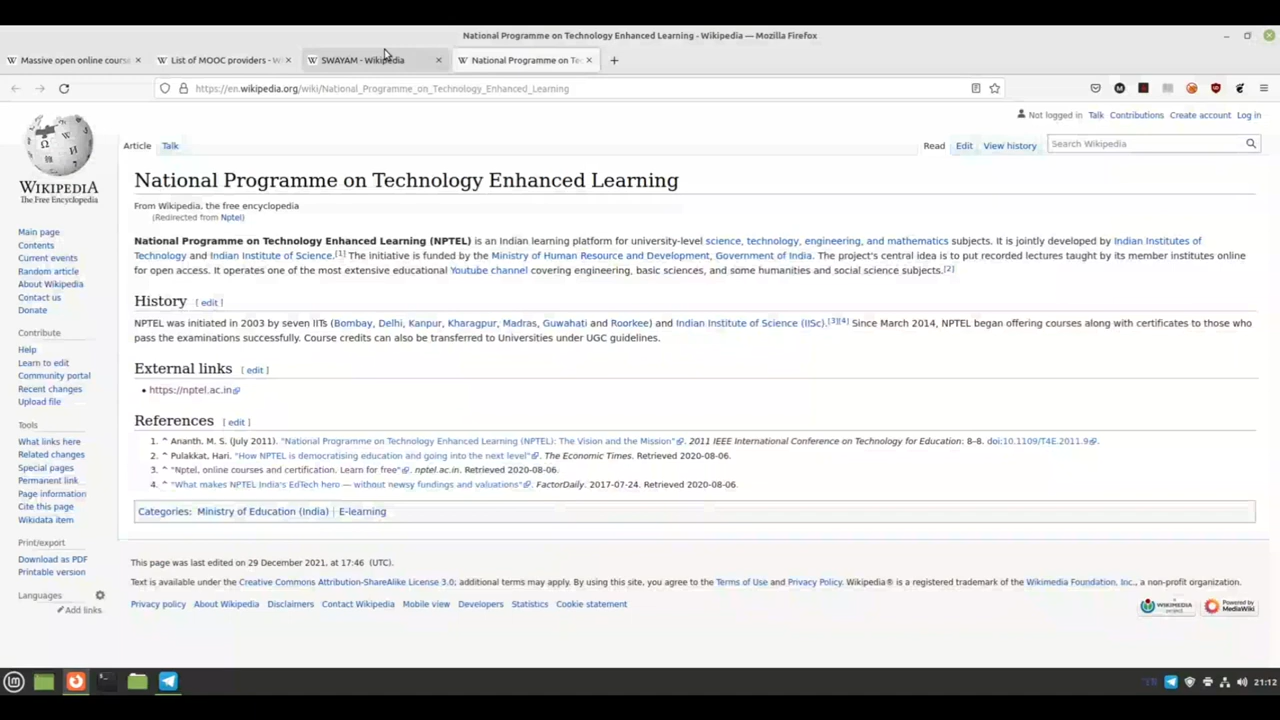 National Programme on Technology Enhanced Learning - Wikipedia — Mozilla Firefox
Massive open online cours
List of MOOC providers - W
SWAYAM - Wikipedia
National Programme on Te
https://en.wikipedia.org/wiki/National_Programme_on_Technology_Enhanced_Learning
Not logged in Talk Contributions Create account Log in
Article Talk
Read Edit View history Search Wikipedia
WIKIPEDIA
The Free Encyclopedia
Main page
Contents
Current events
Random article
About Wikipedia
Contact us
Donate
Contribute
Help
Learn to edit
Community portal
Recent changes
Upload file
Tools
What links here
Related changes
Special pages
Permanent link
Page information
Cite this page
Wikidata item
Print/export
Download as PDF
Printable version
Languages
Add links
National Programme on Technology Enhanced Learning
From Wikipedia, the free encyclopedia
(Redirected from Nptel)
National Programme on Technology Enhanced Learning (NPTEL) is an Indian learning platform for university-level science, technology, engineering, and mathematics subjects. It is jointly developed by Indian Institutes of
Technology and Indian Institute of Science.[1] The initiative is funded by the Ministry of Human Resource and Development, Government of India. The project's central idea is to put recorded lectures taught by its member institutes online
for open access. It operates one of the most extensive educational Youtube channel covering engineering, basic sciences, and some humanities and social science subjects.[2]
History [ edit ]
NPTEL was initiated in 2003 by seven IITs (Bombay, Delhi, Kanpur, Kharagpur, Madras, Guwahati and Roorkee) and Indian Institute of Science (IISc).[3][4] Since March 2014, NPTEL began offering courses along with certificates to those who
pass the examinations successfully. Course credits can also be transferred to Universities under UGC guidelines.
External links [ edit ]
• https://nptel.ac.in
References [ edit ]
1. ^ Ananth, M. S. (July 2011). "National Programme on Technology Enhanced Learning (NPTEL): The Vision and the Mission". 2011 IEEE International Conference on Technology for Education: 8–8. doi:10.1109/T4E.2011.9.
2. ^ Pulakkat, Hari. "How NPTEL is democratising education and going into the next level". The Economic Times. Retrieved 2020-08-06.
3. ^ "Nptel, online courses and certification. Learn for free". nptel.ac.in. Retrieved 2020-08-06.
4. ^ "What makes NPTEL India's EdTech hero — without newsy fundings and valuations". FactorDaily. 2017-07-24. Retrieved 2020-08-06.
Categories: Ministry of Education (India) | E-learning
This page was last edited on 29 December 2021, at 17:46 (UTC).
Text is available under the Creative Commons Attribution-ShareAlike License 3.0; additional terms may apply. By using this site, you agree to the Terms of Use and Privacy Policy. Wikipedia® is a registered trademark of the Wikimedia Foundation, Inc., a non-profit organization.
Privacy policy About Wikipedia Disclaimers Contact Wikipedia Mobile view Developers Statistics Cookie statement
WIKIMEDIA project
Powered by MediaWiki
21:12